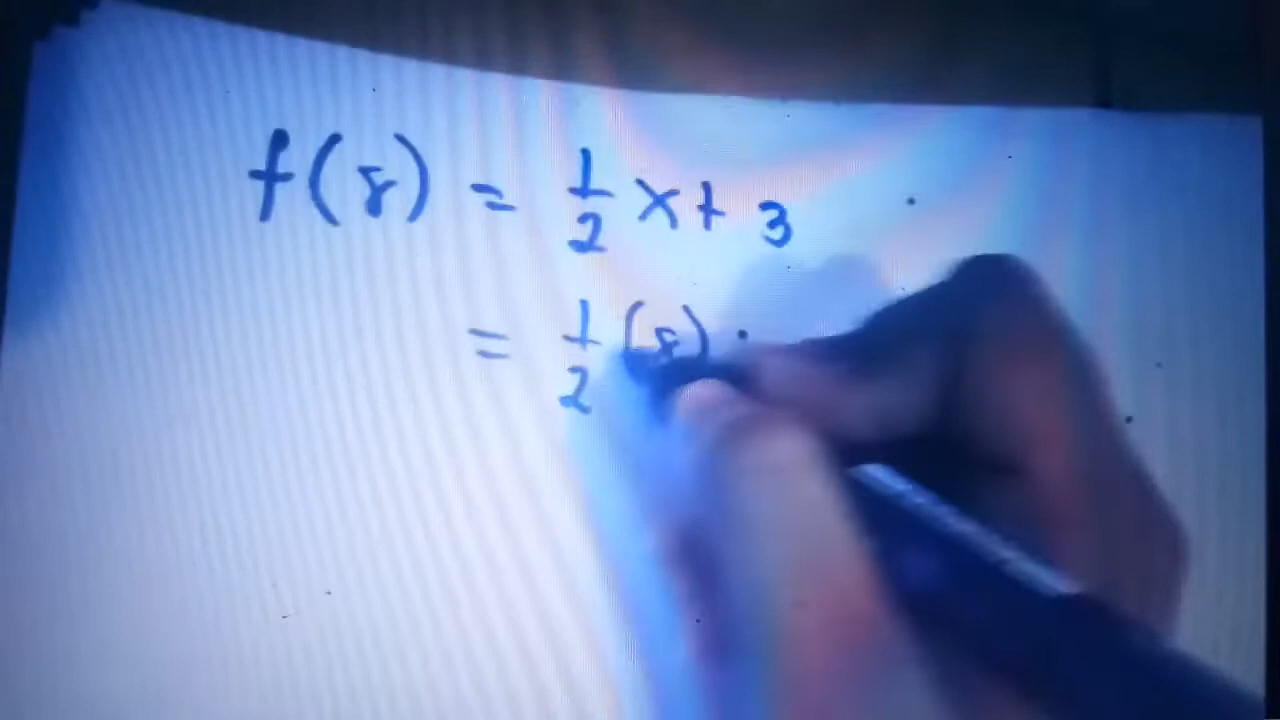 f(8) = 1/2 x + 3
= 1/2 (8)